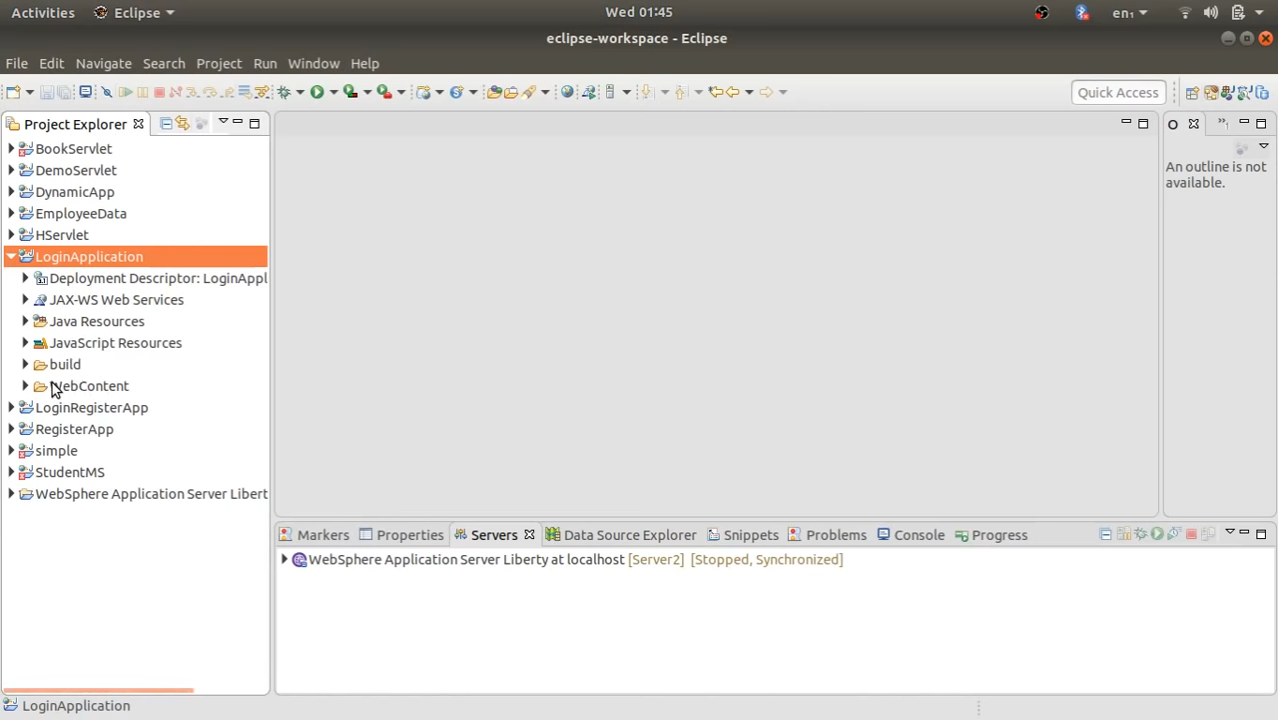 Activities Eclipse Wed 01:45 en₁
eclipse-workspace - Eclipse
File Edit Navigate Search Project Run Window Help
Quick Access
Project Explorer
BookServlet
DemoServlet
DynamicApp
EmployeeData
HServlet
LoginApplication
Deployment Descriptor: LoginAppl
JAX-WS Web Services
Java Resources
JavaScript Resources
build
WebContent
LoginRegisterApp
RegisterApp
simple
StudentMS
WebSphere Application Server Libert
An outline is not
available.
Markers Properties Servers Data Source Explorer Snippets Problems Console Progress
WebSphere Application Server Liberty at localhost [Server2] [Stopped, Synchronized]
LoginApplication